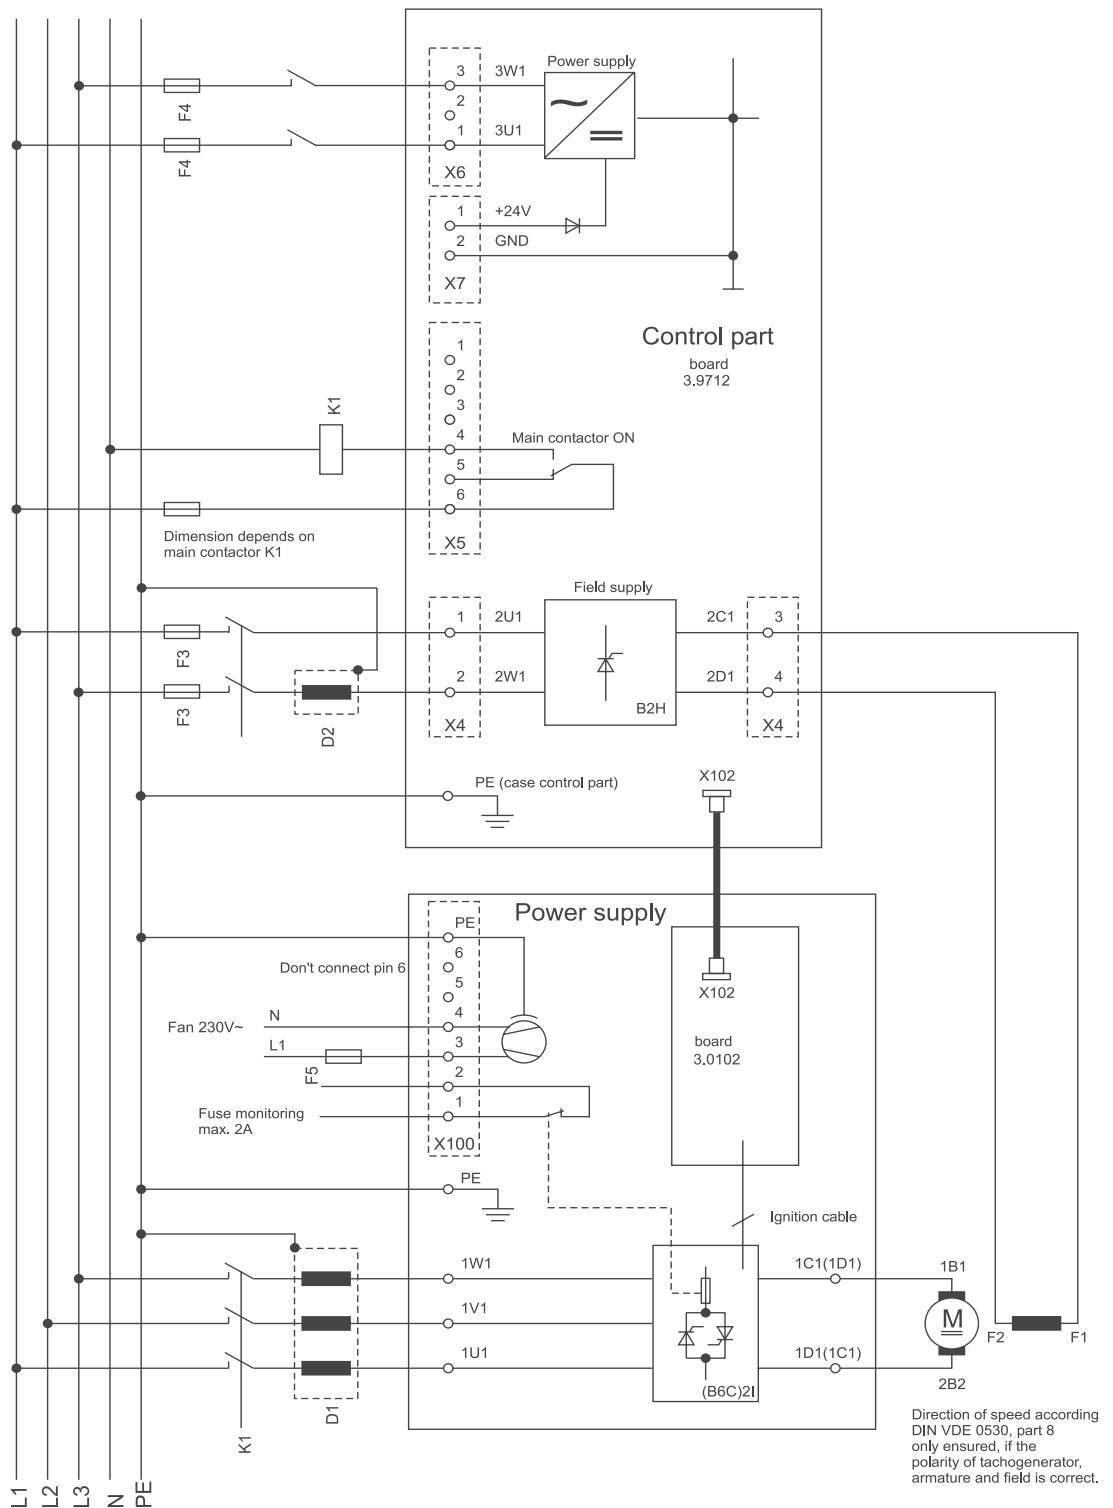 3
3W1
Power supply
2
F4
1
3U1
F4
X6
1
+24V
2
GND
X7
Control part
board
3.9712
1
2
3
K1
4
Main contactor ON
5
6
Dimension depends on
main contactor K1
X5
Field supply
1
2U1
2C1
3
F3
2
2W1
2D1
4
F3
D2
X4
B2H
X4
PE (case control part)
X102
Power supply
PE
6
Don't connect pin 6
5
X102
N
4
Fan 230V~
L1
3
board
3.0102
F5
2
1
Fuse monitoring
max. 2A
X100
PE
Ignition cable
1W1
1C1(1D1)
1B1
1V1
M
F2
F1
1U1
1D1(1C1)
(B6C)2I
2B2
D1
K1
Direction of speed according
DIN VDE 0530, part 8
only ensured, if the
polarity of tachogenerator,
armature and field is correct.
L1
L2
L3
N
PE